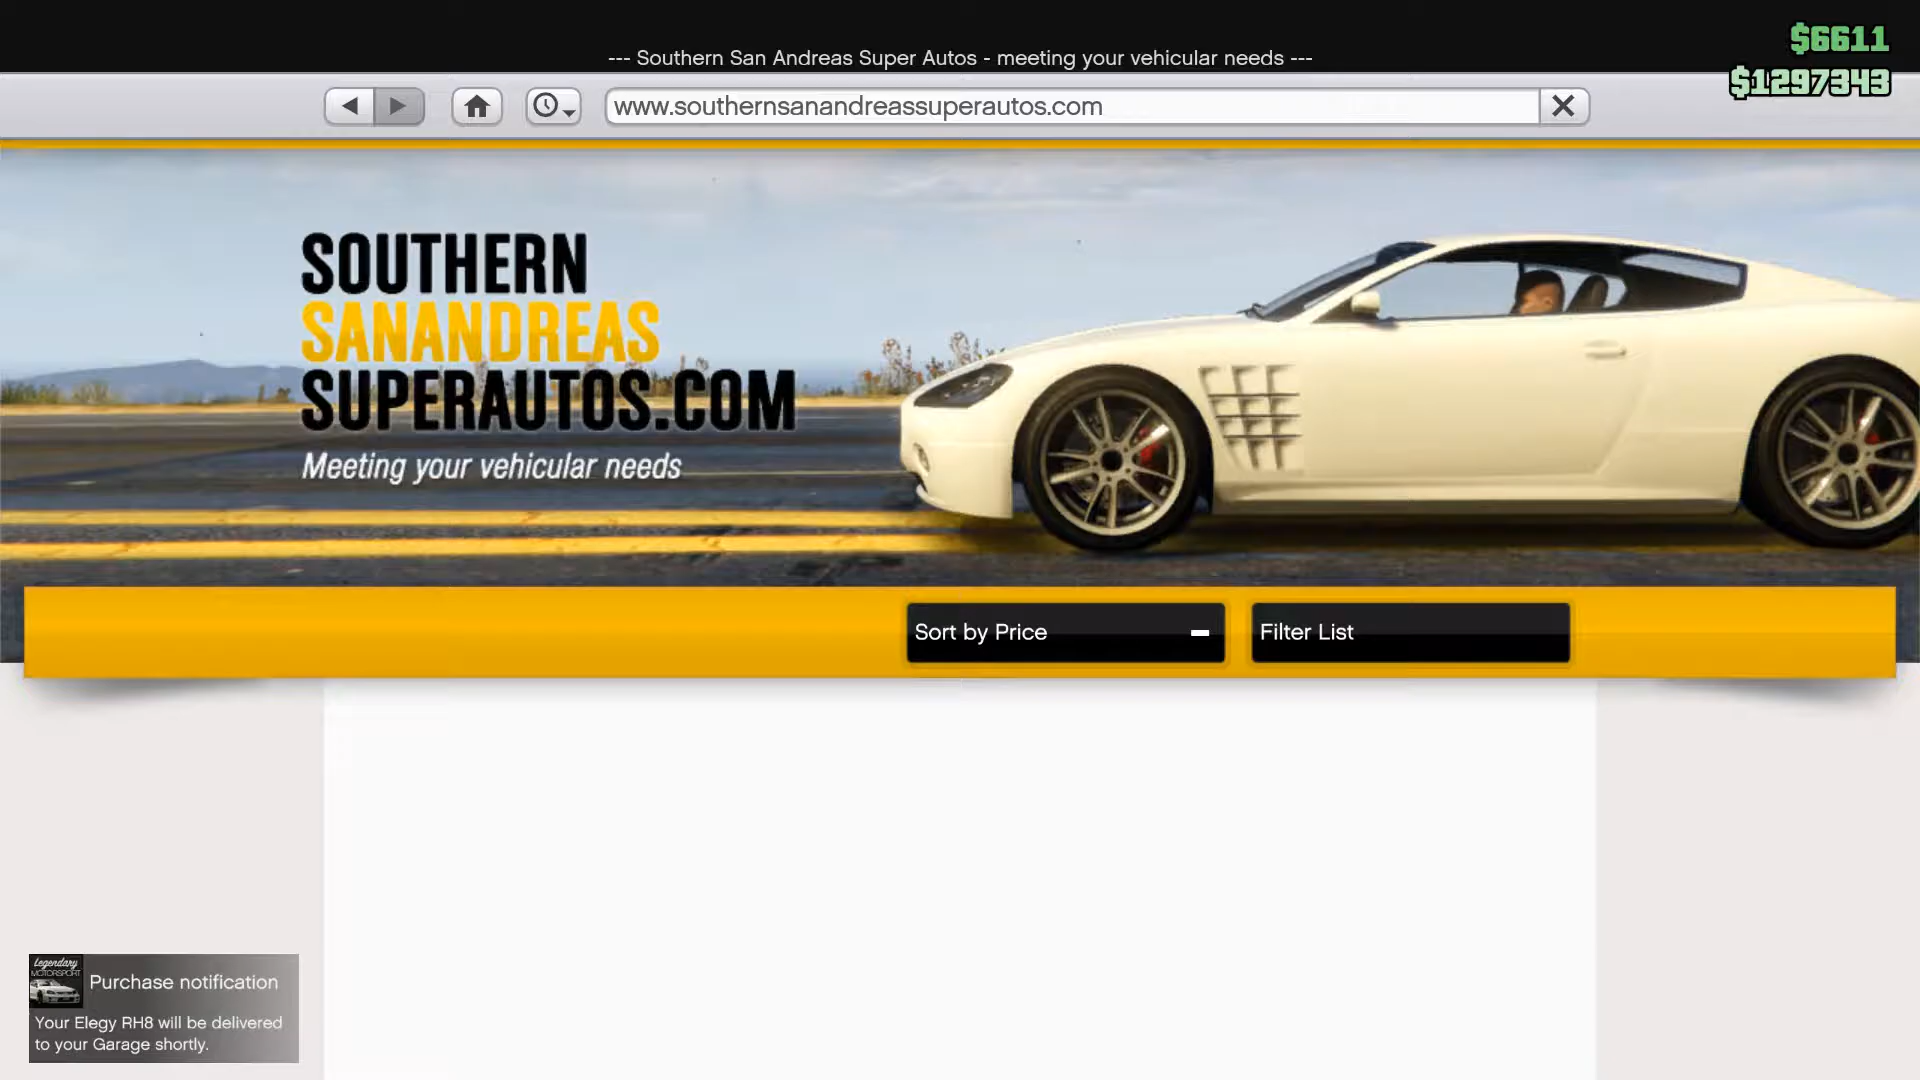 $6611
--- Southern San Andreas Super Autos - meeting your vehicular needs ---
$1297343
www.southernsanandreassuperautos.com
SOUTHERN
SANANDREAS
SUPERAUTOS.COM
Meeting your vehicular needs
Sort by Price
Filter List
Legendary
MOTORSPORT
Purchase notification
Your Elegy RH8 will be delivered
to your Garage shortly.